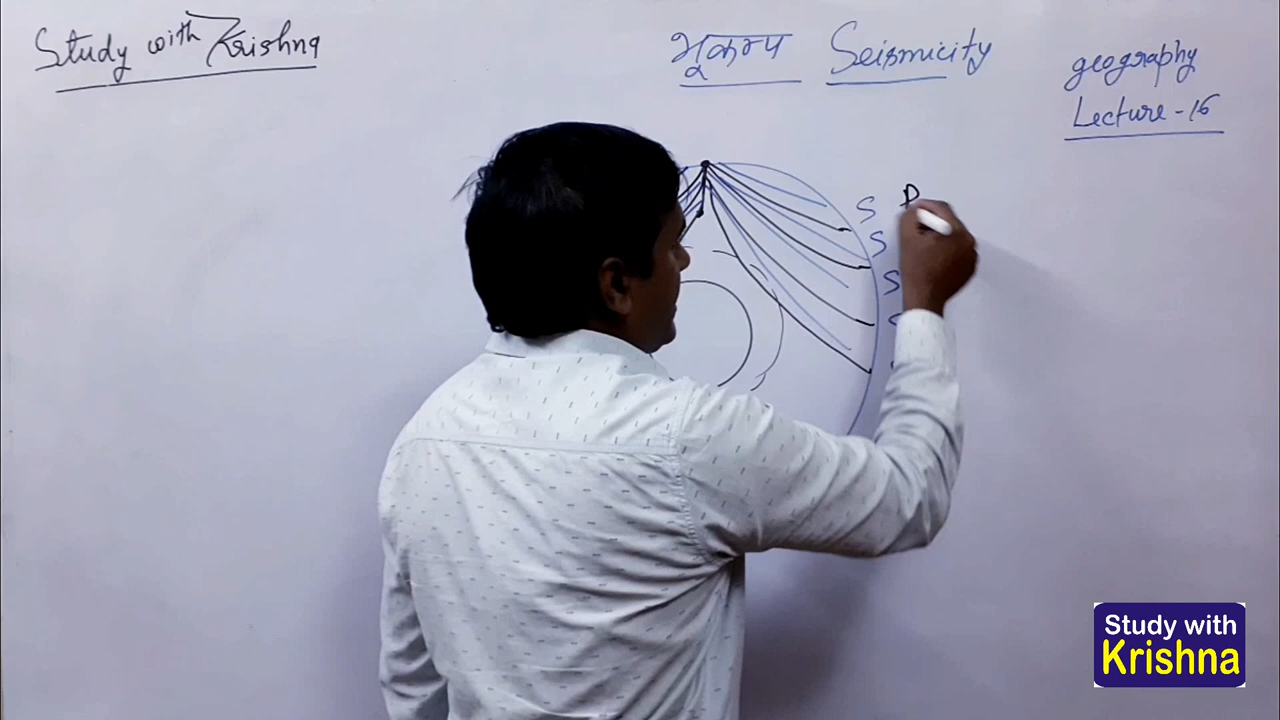 Study with Krishna
भूकम्प Seismicity
geography
Lecture - 16
S P
S
S
Study with
Krishna